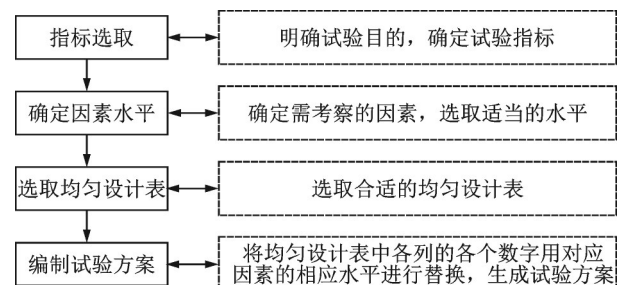 指标选取
明确试验目的，确定试验指标
确定因素水平
确定需考察的因素，选取适当的水平
选取均匀设计表
选取合适的均匀设计表
编制试验方案
将均匀设计表中各列的各个数字用对应
因素的相应水平进行替换，生成试验方案